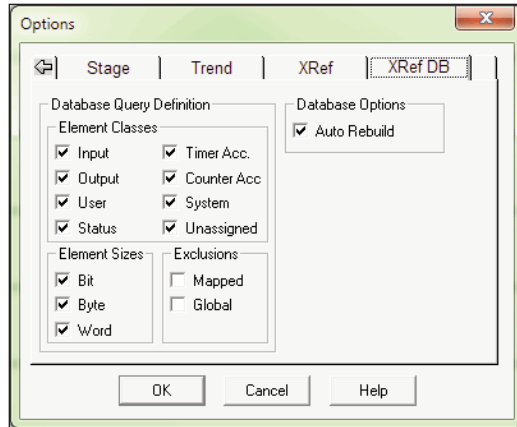 Options
Stage Trend XRef XRef DB
Database Query Definition Database Options
Element Classes Auto Rebuild
Input Timer Acc.
Output Counter Acc
User System
Status Unassigned
Element Sizes Exclusions
Bit Mapped
Byte Global
Word
OK Cancel Help